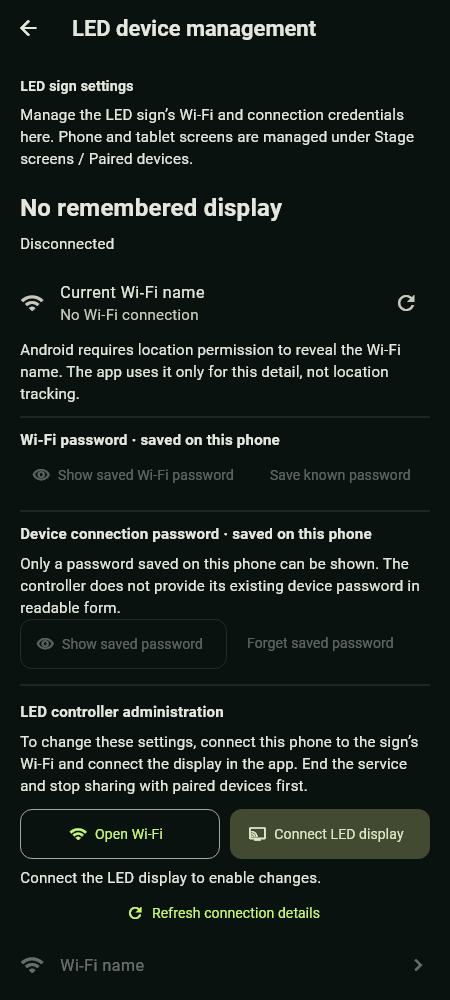 LED device management
LED sign settings
Manage the LED sign’s Wi-Fi and connection credentials
here. Phone and tablet screens are managed under Stage
screens / Paired devices.
No remembered display
Disconnected
Current Wi-Fi name
No Wi-Fi connection
Android requires location permission to reveal the Wi-Fi
name. The app uses it only for this detail, not location
tracking.
Wi-Fi password · saved on this phone
Show saved Wi-Fi password Save known password
Device connection password · saved on this phone
Only a password saved on this phone can be shown. The
controller does not provide its existing device password in
readable form.
Show saved password Forget saved password
LED controller administration
To change these settings, connect this phone to the sign’s
Wi-Fi and connect the display in the app. End the service
and stop sharing with paired devices first.
Open Wi-Fi Connect LED display
Connect the LED display to enable changes.
Refresh connection details
Wi-Fi name